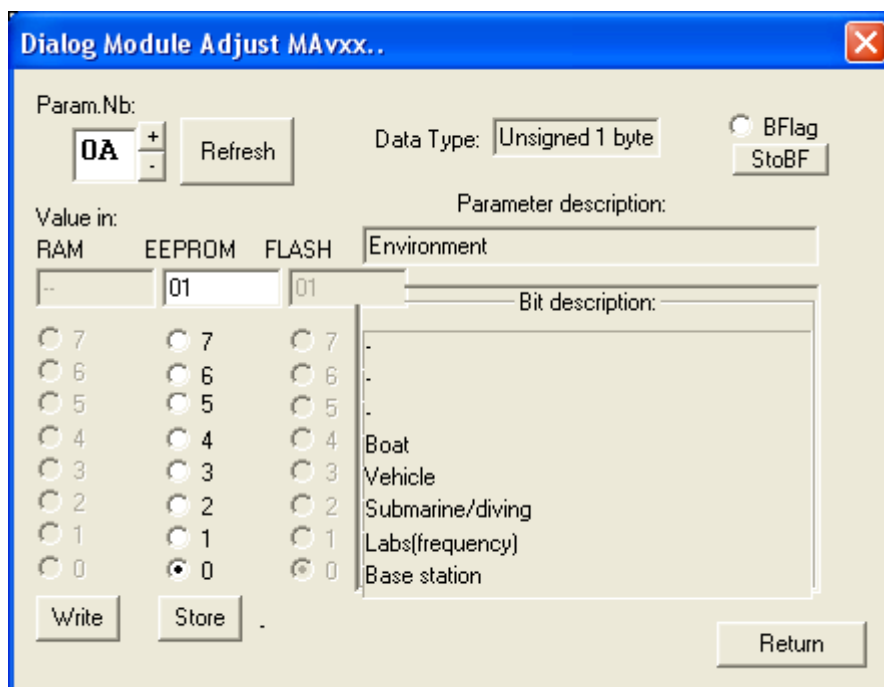 Dialog Module Adjust MAvxx..
Param.Nb:
0A
+
-
Refresh
Data Type: Unsigned 1 byte
BFlag
StoBF
Parameter description:
Environment
Value in:
RAM EEPROM FLASH
-- 01 01
Bit description:
7 7 7 -
6 6 6 -
5 5 5 -
4 4 4 Boat
3 3 3 Vehicle
2 2 2 Submarine/diving
1 1 1 Labs(frequency)
0 0 0 Base station
Write Store -
Return